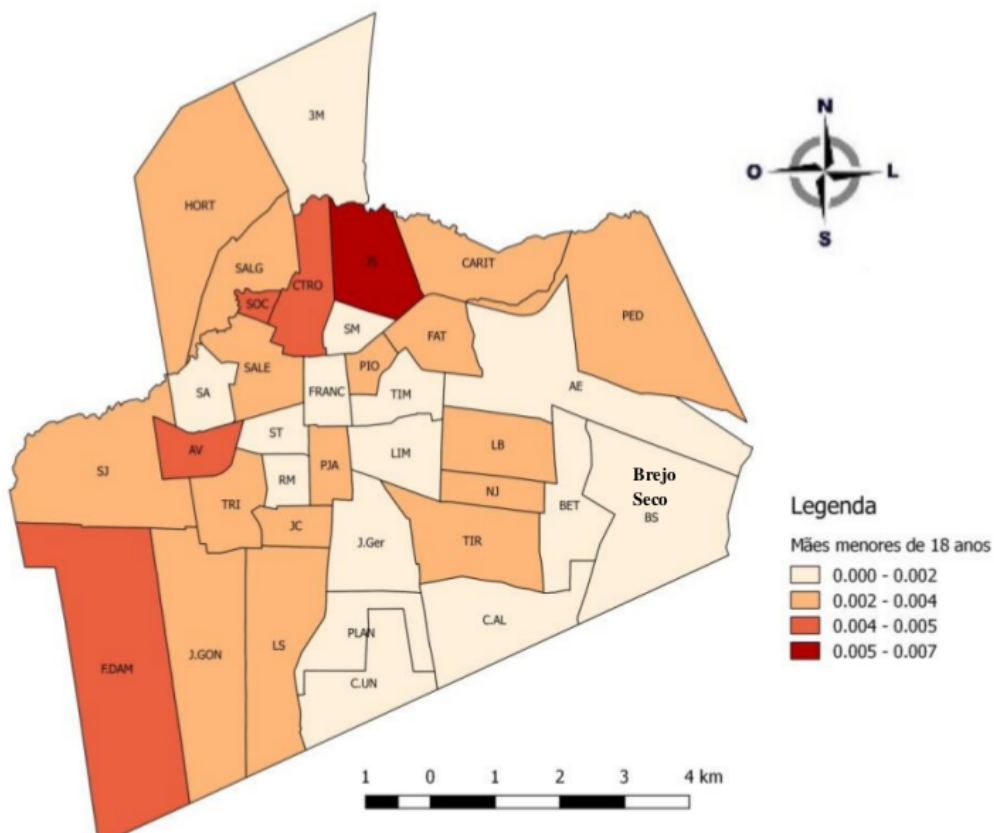 N
O
L
S
3M
HORT
SALG
CTRO
JS
CARIT
SOC
SM
PED
FAT
SALE
PIO
SA
FRANC
TIM
AE
ST
AV
LIM
LB
SJ
PJA
Brejo
RM
NJ
Seco
TRI
BET
BS
JC
J.Ger
TIR
C.AL
PLAN
LS
F.DAM
J.GON
C.UN
Legenda
Mães menores de 18 anos
0.000 - 0.002
0.002 - 0.004
0.004 - 0.005
0.005 - 0.007
1 0 1 2 3 4 km